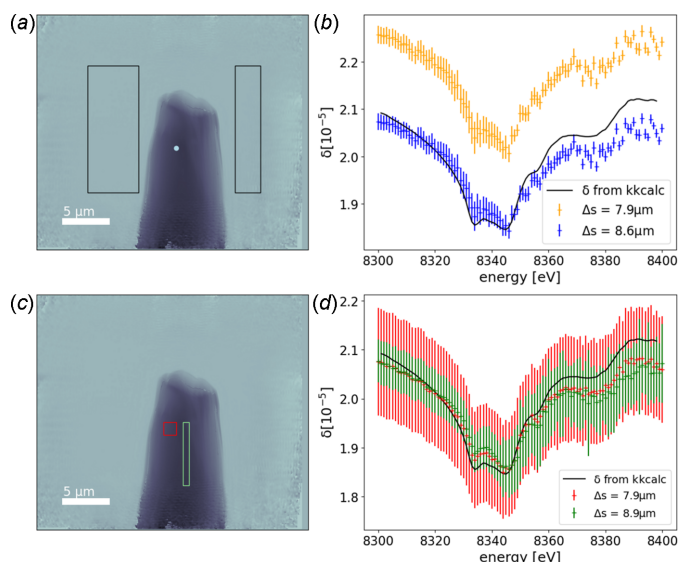 (a)
5 μm
(b)
δ[10⁻⁵]
2.2
2.1
2.0
1.9
δ from kkcalc
Δs = 7.9μm
Δs = 8.6μm
8300 8320 8340 8360 8380 8400
energy [eV]
(c)
5 μm
(d)
δ[10⁻⁵]
2.2
2.1
2.0
1.9
1.8
δ from kkcalc
Δs = 7.9μm
Δs = 8.9μm
8300 8320 8340 8360 8380 8400
energy [eV]